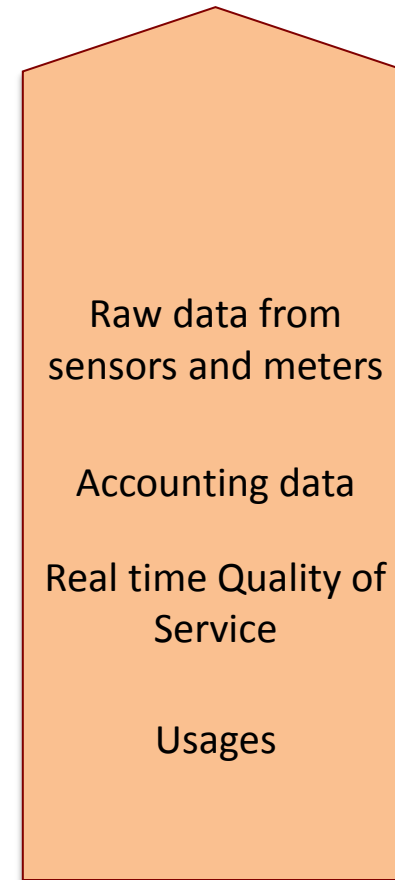 Raw data from
sensors and meters
Accounting data
Real time Quality of
Service
Usages